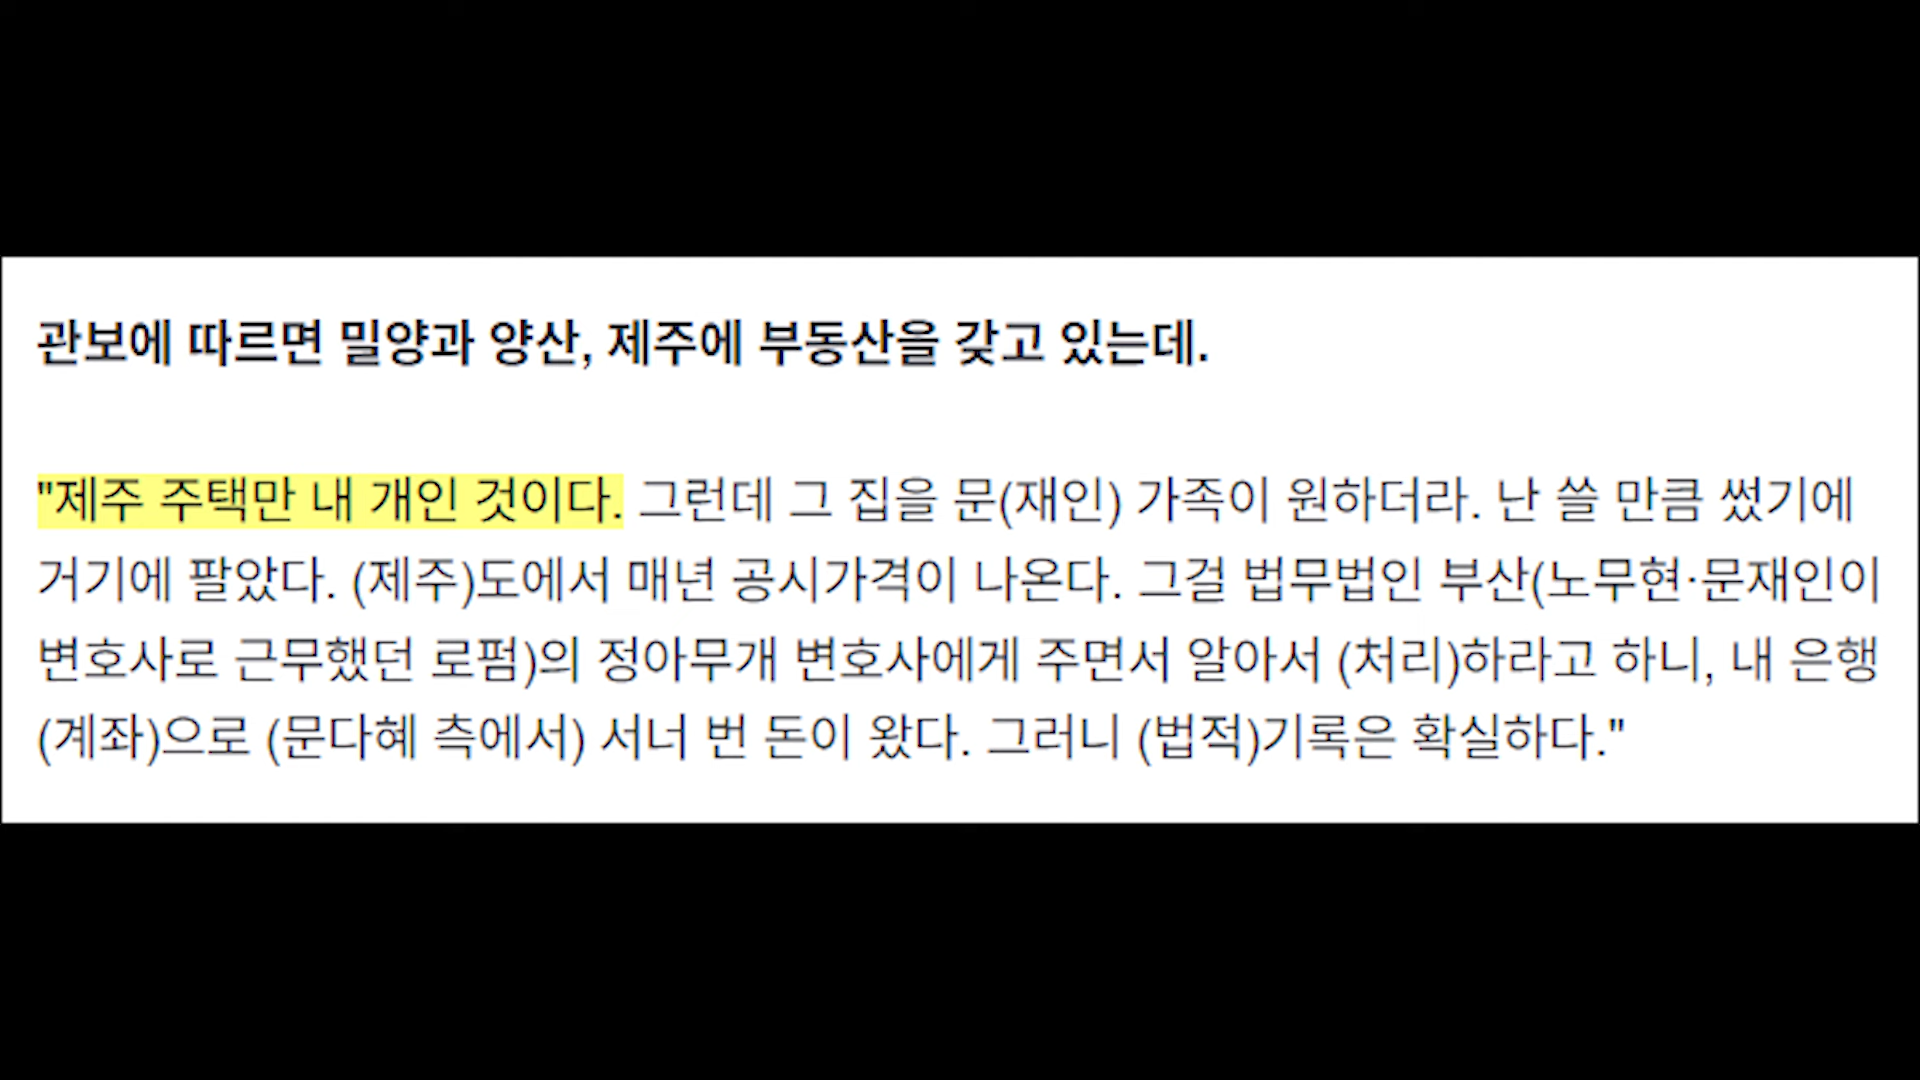 관보에 따르면 밀양과 양산, 제주에 부동산을 갖고 있는데.
"제주 주택만 내 개인 것이다. 그런데 그 집을 문(재인) 가족이 원하더라. 난 쓸 만큼 썼기에
거기에 팔았다. (제주)도에서 매년 공시가격이 나온다. 그걸 법무법인 부산(노무현·문재인이
변호사로 근무했던 로펌)의 정아무개 변호사에게 주면서 알아서 (처리)하라고 하니, 내 은행
(계좌)으로 (문다혜 측에서) 서너 번 돈이 왔다. 그러니 (법적)기록은 확실하다."